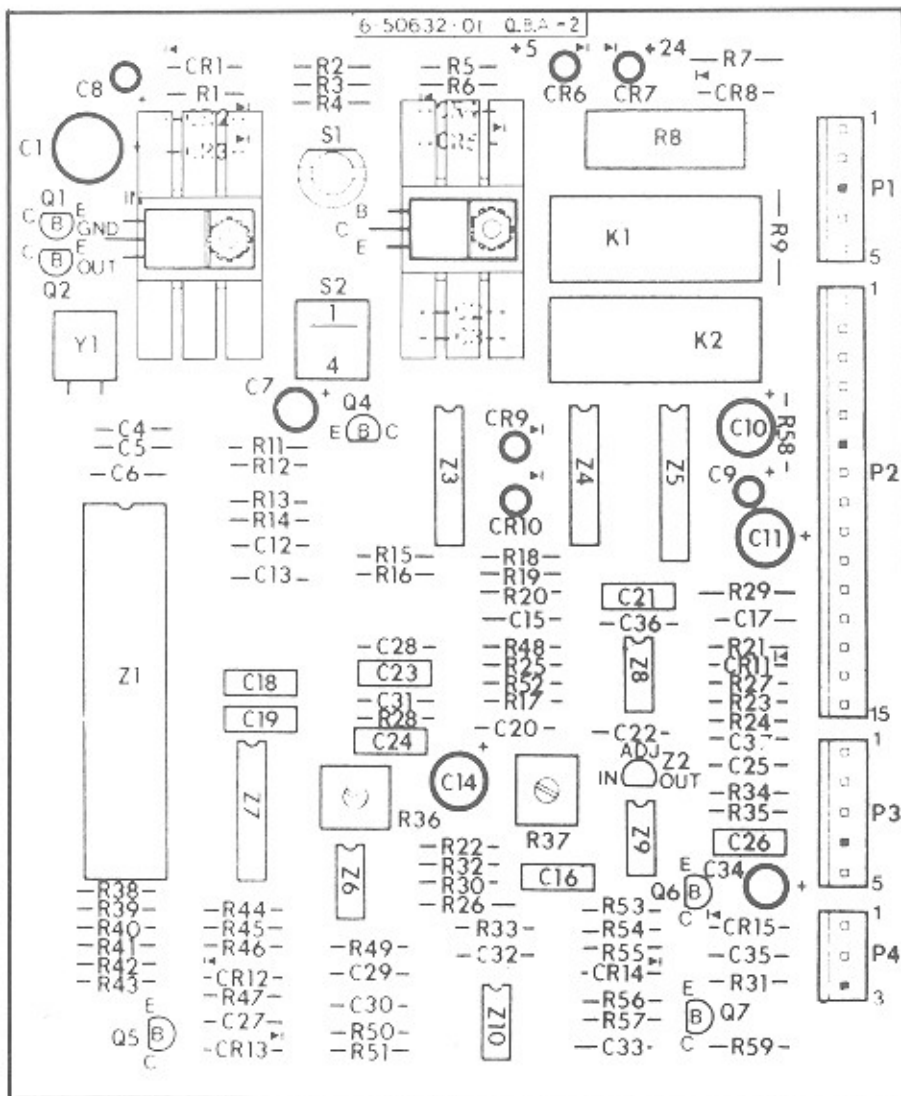 6-50632-01 Q.B.A-2
+5
+24
CR1
R2
R5
R7
C8
R3
R6
CR6
CR7
CR8
R1
R4
C1
S1
R8
P1
1
5
Q1
C
B
E
IN
GND
B
C
E
K1
R9
C
B
E
OUT
Q2
S2
1
4
K2
Y1
C7
Q4
E
B
C
C4
C5
C6
R11
R12
R13
R14
C12
C13
Z3
CR9
CR10
Z4
Z5
C10
R58
C9
C11
P2
1
15
R15
R16
R18
R19
R20
C15
C21
C36
R29
C17
Z1
C18
C19
C28
C23
C31
R28
C24
R48
R25
R52
R17
C20
Z8
C22
R21
CR11
R27
R23
R24
C25
R34
R35
ADJ
Z2
IN
OUT
Z7
R36
C14
R37
Z9
C26
P3
1
5
Z6
R22
R32
R30
R26
C16
E
Q6
B
C
C34
R38
R39
R40
R41
R42
R43
R44
R45
R46
CR12
R47
C27
CR13
R49
C29
C30
R50
R51
R33
C32
Z10
R53
R54
R55
CR14
R56
R57
C33
CR15
C35
R31
P4
1
3
E
Q5
B
C
E
B
Q7
C
R59